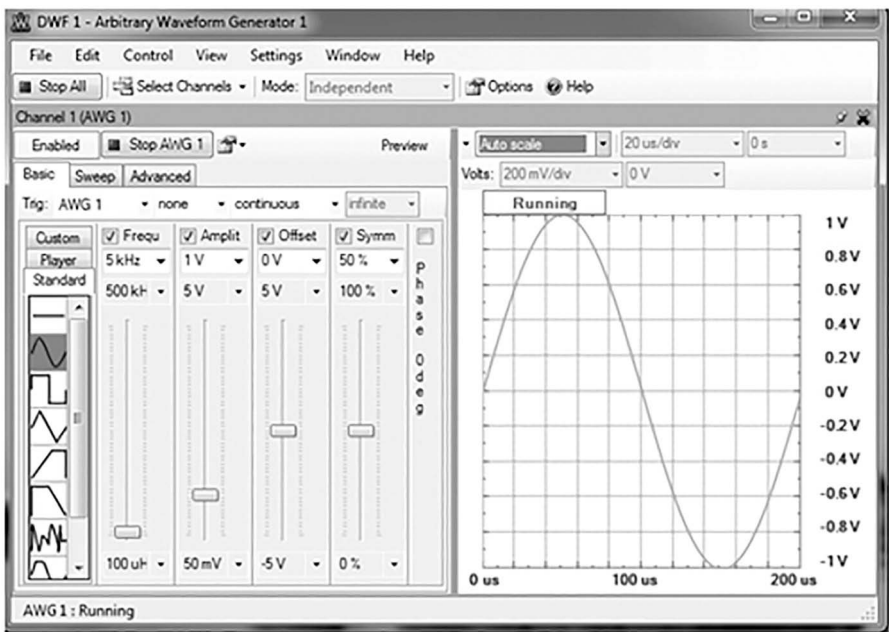 DWF 1 - Arbitrary Waveform Generator 1
File Edit Control View Settings Window Help
Stop All Select Channels Mode: Independent Options Help
Channel 1 (AWG 1)
Enabled Stop AWG 1 Preview
Auto scale 20 us/div 0 s
Basic Sweep Advanced
Volts: 200 mV/div 0 V
Trig: AWG 1 none continuous infinite
Running
Custom
Player
Standard
Frequ Amplit Offset Symm
5 kHz 1 V 0 V 50 %
500 kH 5 V 5 V 100 %
100 uH 50 mV -5 V 0 %
Phase 0deg
1 V
0.8 V
0.6 V
0.4 V
0.2 V
0 V
-0.2 V
-0.4 V
-0.6 V
-0.8 V
-1 V
0 us 100 us 200 us
AWG 1 : Running